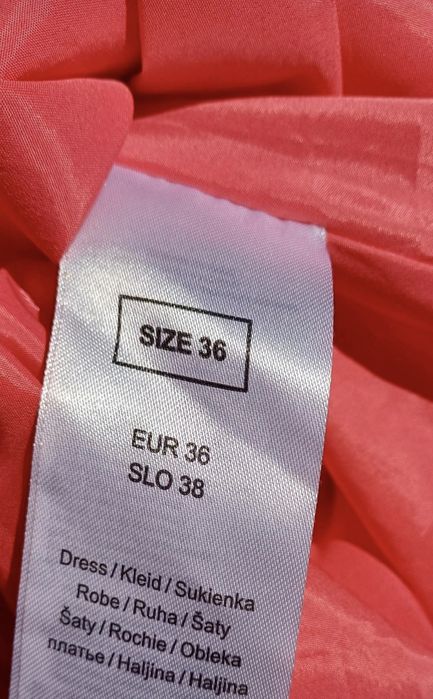 SIZE 36
EUR 36
SLO 38
Dress / Kleid / Sukienka
Robe / Ruha / Šaty
Šaty / Rochie / Obleka
платье / Haljina / Haljina